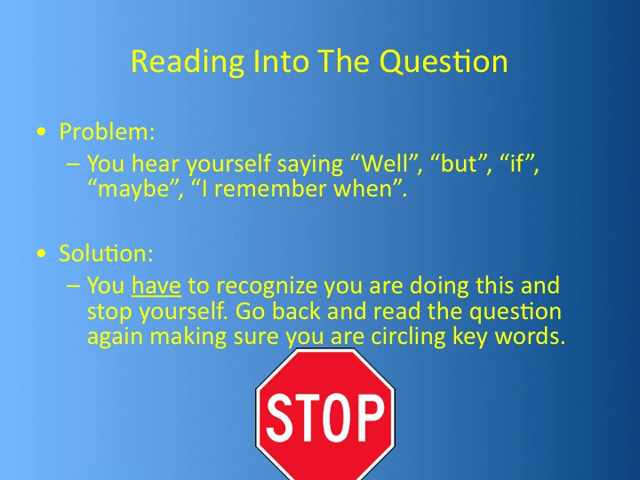 Reading Into The Question
• Problem:
– You hear yourself saying “Well”, “but”, “if”,
“maybe”, “I remember when”.
• Solution:
– You have to recognize you are doing this and
stop yourself. Go back and read the question
again making sure you are circling key words.
STOP